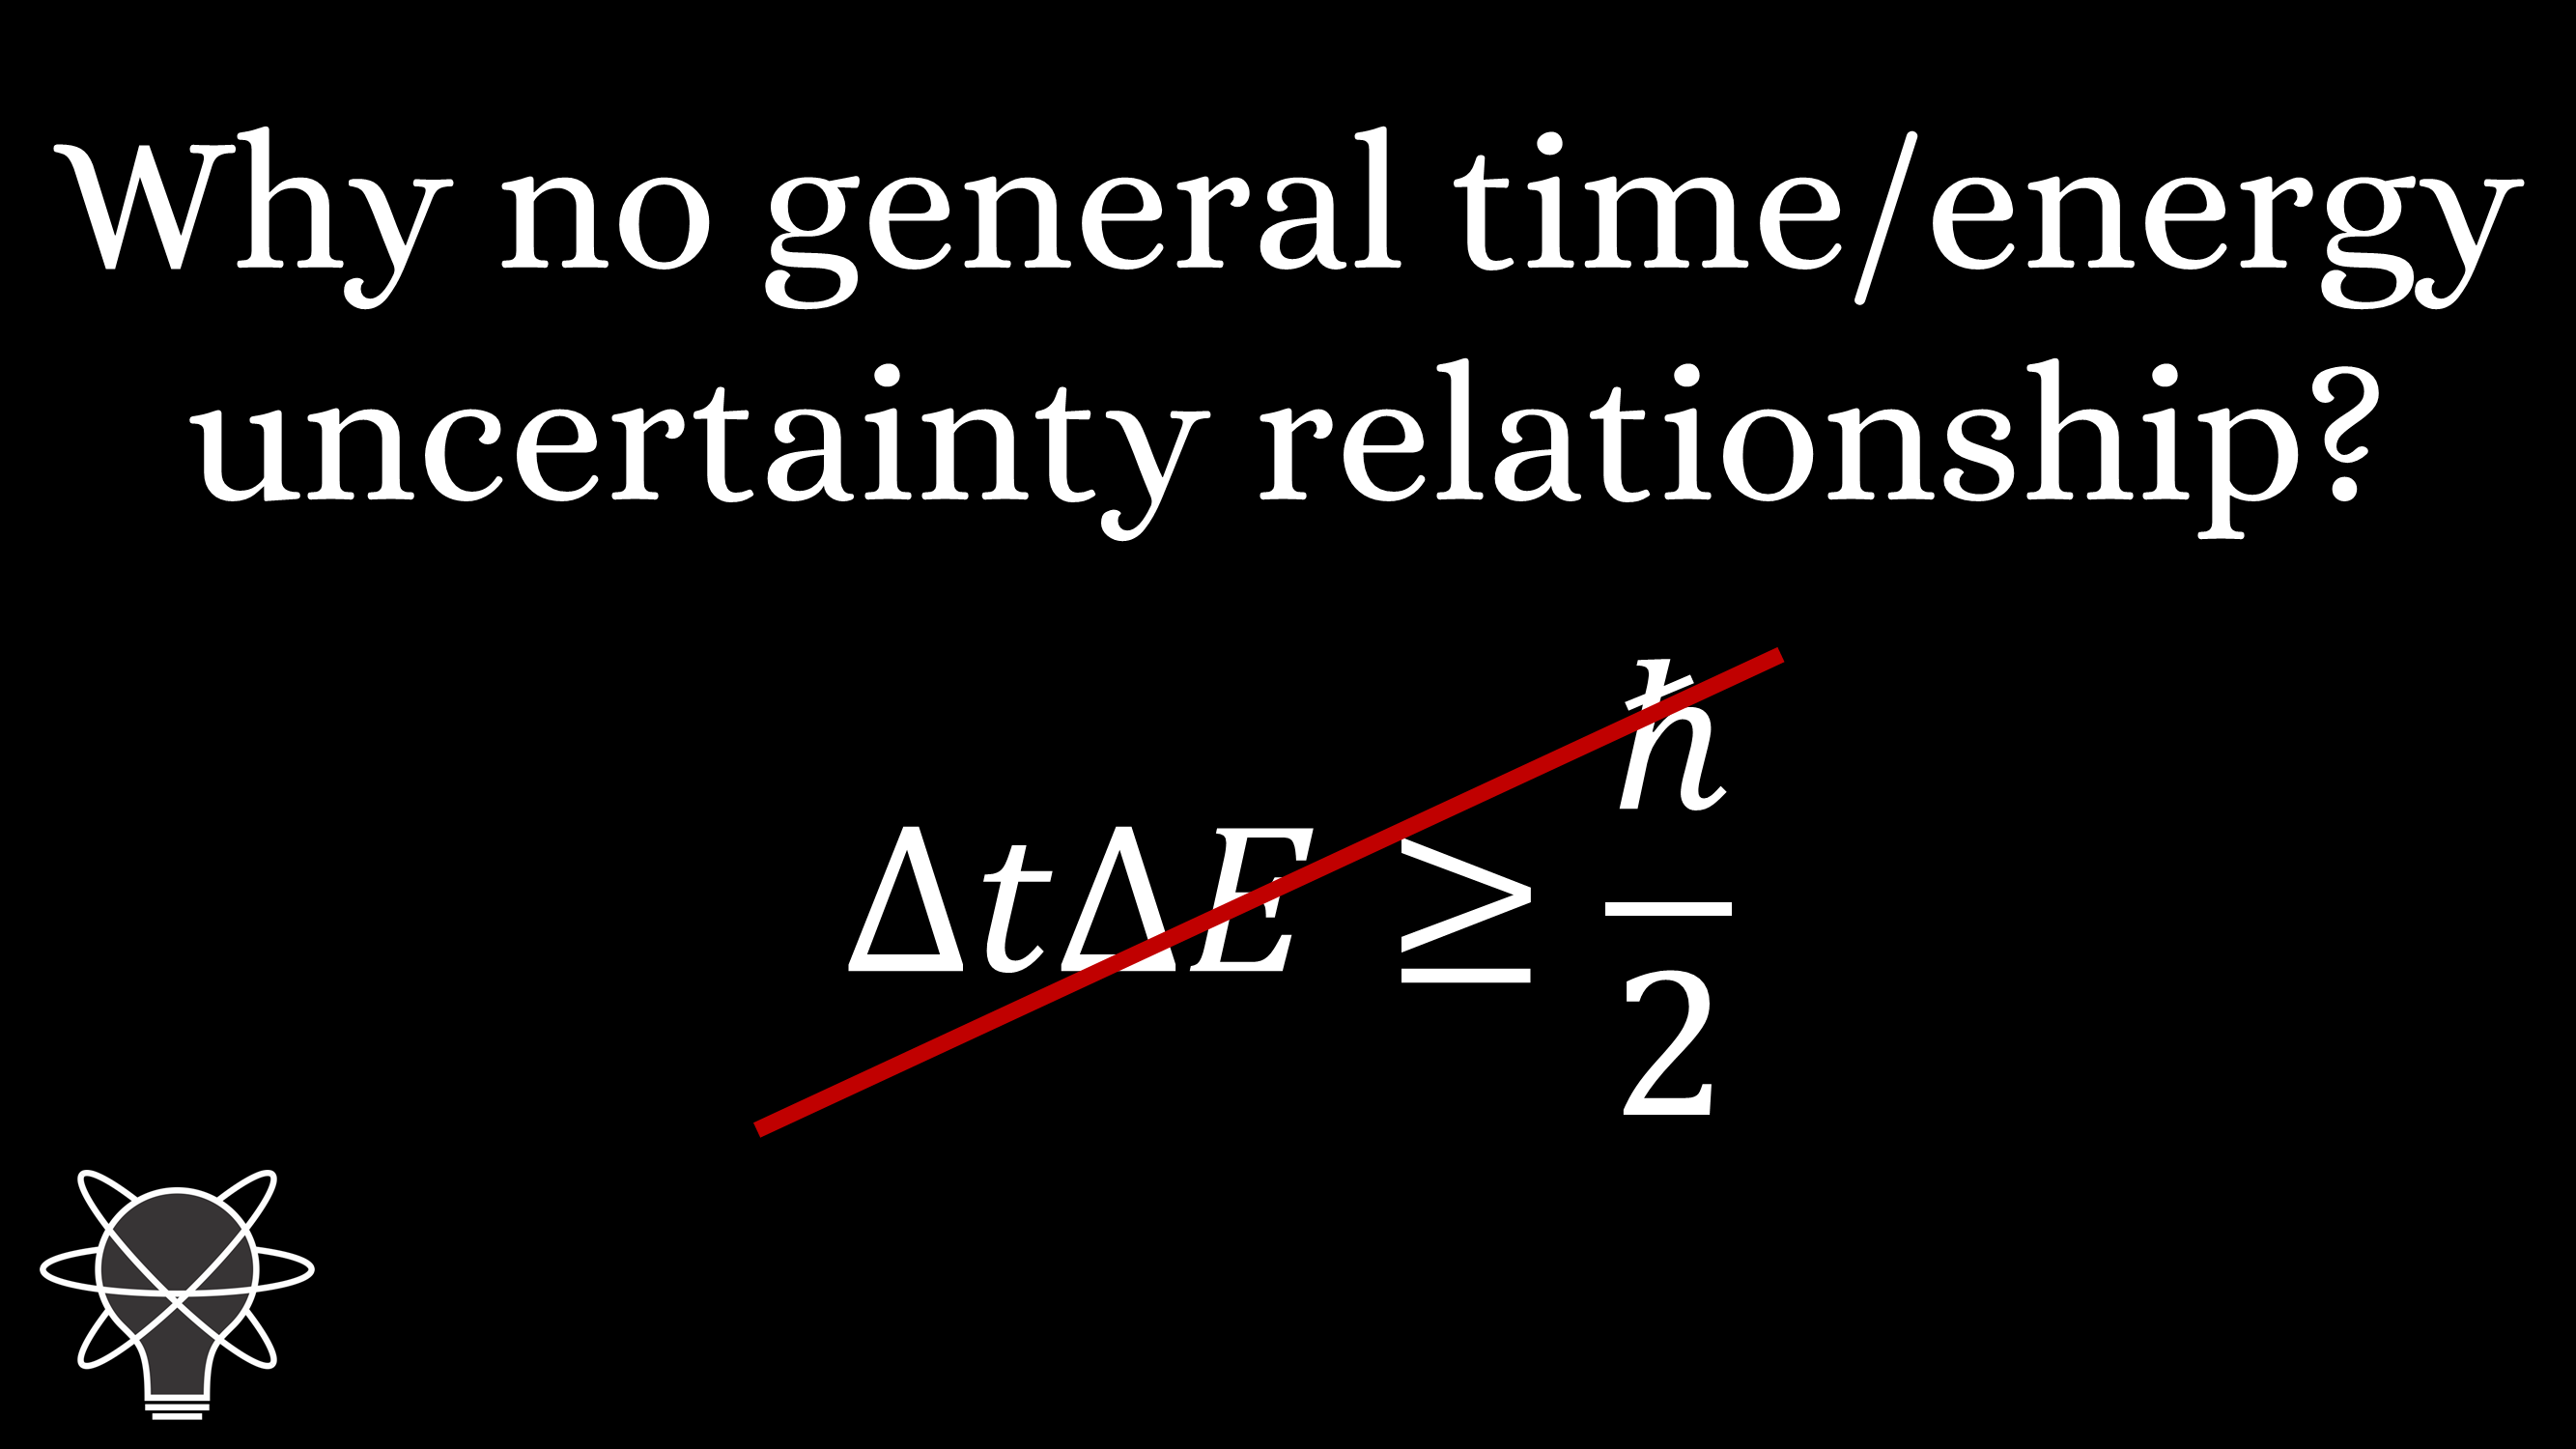 Why no general time/energy
uncertainty relationship?
ΔtΔE ≥ ℏ/2